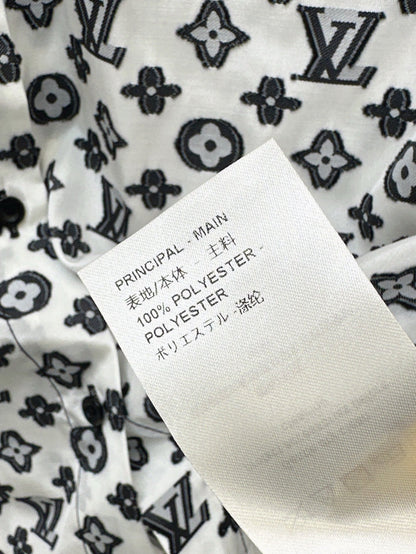 PRINCIPAL - MAIN
表地/本体 - 主料
100% POLYESTER -
POLYESTER
ポリエステル -涤纶